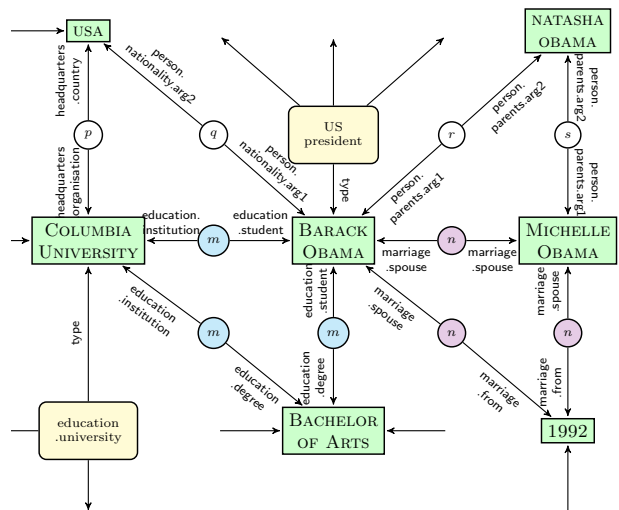 USA
NATASHA
OBAMA
headquarters
.country
person.
nationality.arg2
person.
parents.arg2
person.
parents.arg2
US
president
p
q
r
s
headquarters
organisation
person.
nationality.arg1
type
person.
parents.arg1
person.
parents.arg1
COLUMBIA
UNIVERSITY
education.
institution
m
education
.student
BARACK
OBAMA
marriage
.spouse
n
marriage
.spouse
MICHELLE
OBAMA
education
.institution
education
.student
marriage
.spouse
marriage
.spouse
type
m
m
n
n
education
.degree
education
.degree
marriage
.from
marriage
.from
education
.university
BACHELOR
OF ARTS
1992